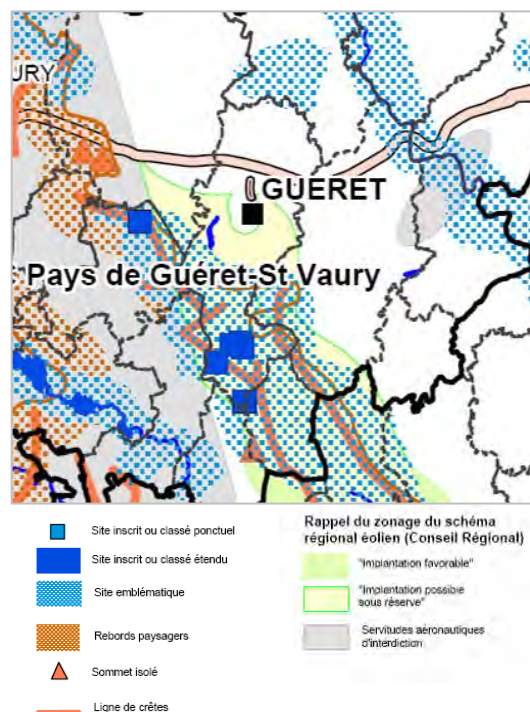 URY
GUERET
Pays de Guéret-St Vaury
Site inscrit ou classé ponctuel
Site inscrit ou classé étendu
Site emblématique
Rebords paysagers
Sommet isolé
Ligne de crêtes
Rappel du zonage du schéma
régional éolien (Conseil Régional)
"Implantation favorable"
"Implantation possible
sous réserve"
Servitudes aéronautiques
d'interdiction